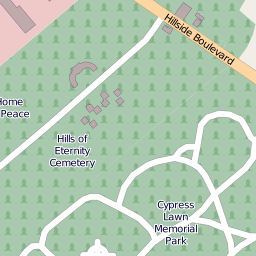 Hillside Boulevard
Home
Peace
Hills of
Eternity
Cemetery
Cypress
Lawn
Memorial
Park